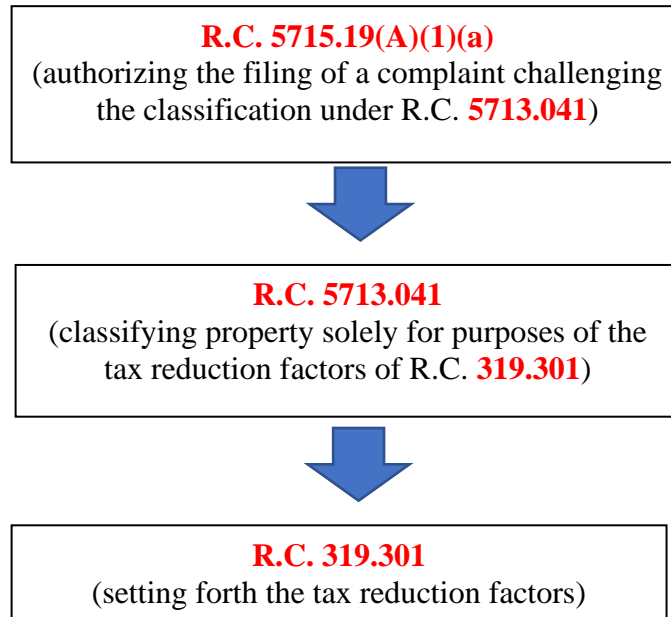 R.C. 5715.19(A)(1)(a)
(authorizing the filing of a complaint challenging
the classification under R.C. 5713.041)
R.C. 5713.041
(classifying property solely for purposes of the
tax reduction factors of R.C. 319.301)
R.C. 319.301
(setting forth the tax reduction factors)